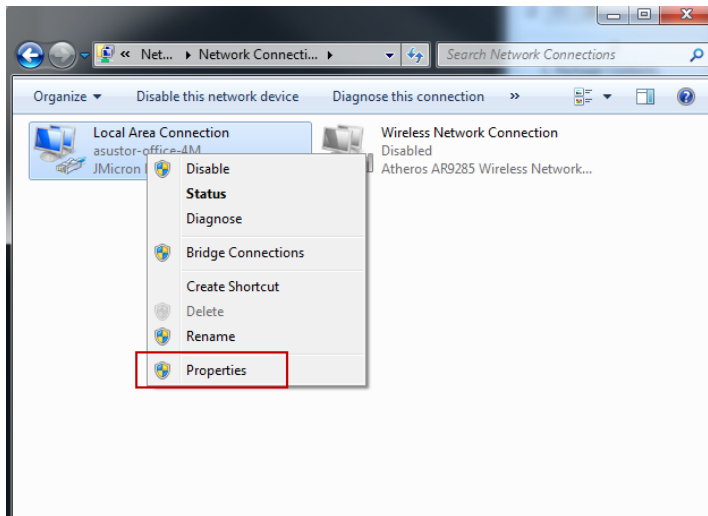 « Net... Network Connecti...
Search Network Connections
Organize Disable this network device Diagnose this connection »
Local Area Connection
asustor-office-4M
JMicron
Wireless Network Connection
Disabled
Atheros AR9285 Wireless Network...
Disable
Status
Diagnose
Bridge Connections
Create Shortcut
Delete
Rename
Properties